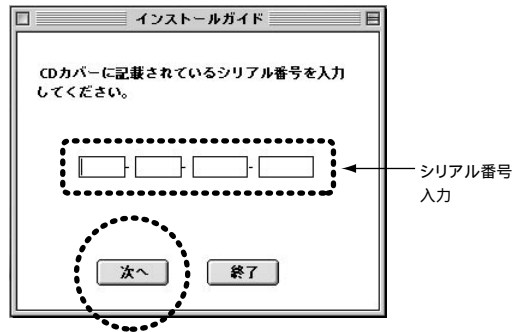 インストールガイド
CDカバーに記載されているシリアル番号を入力
してください。
- - -
シリアル番号
入力
次へ 終了